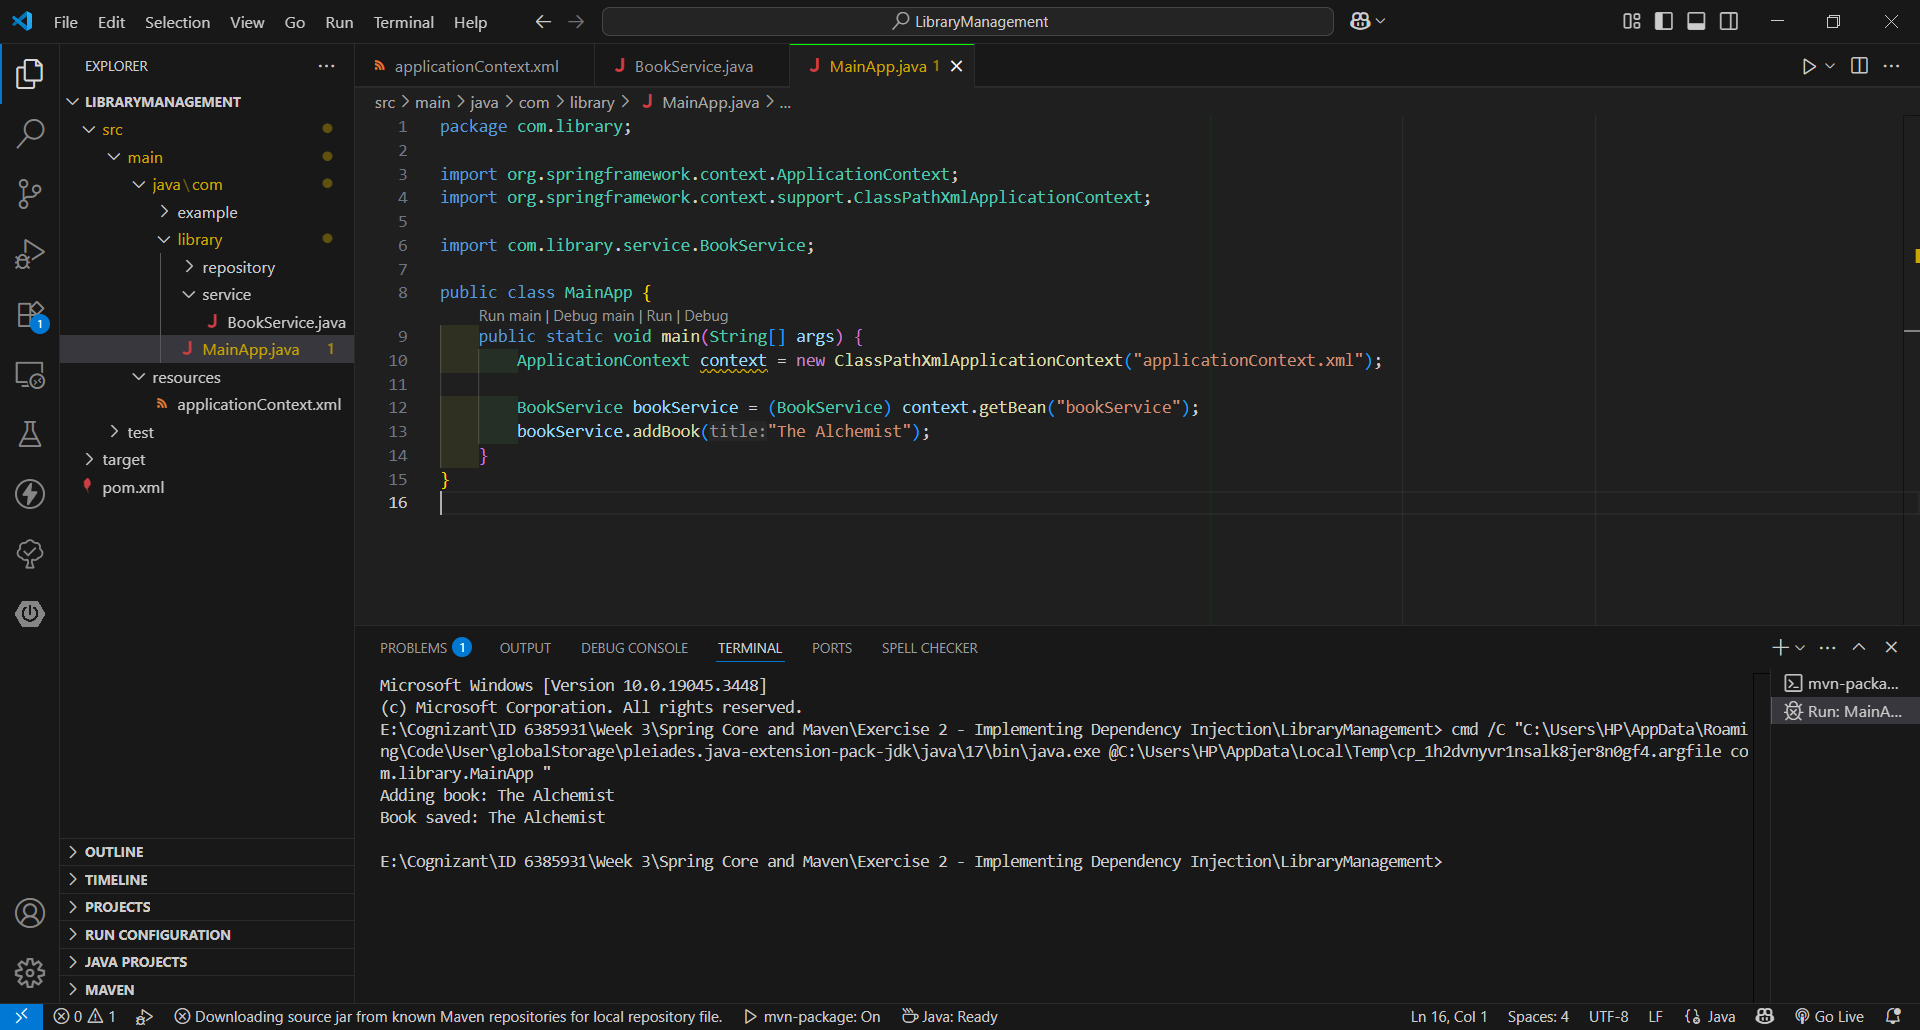 File Edit Selection View Go Run Terminal Help
LibraryManagement
EXPLORER
LIBRARYMANAGEMENT
src
main
java\com
example
library
repository
service
BookService.java
MainApp.java 1
resources
applicationContext.xml
test
target
pom.xml
OUTLINE
TIMELINE
PROJECTS
RUN CONFIGURATION
JAVA PROJECTS
MAVEN
1
applicationContext.xml
BookService.java
MainApp.java 1
src > main > java > com > library > MainApp.java > ...
1 package com.library;
2
3 import org.springframework.context.ApplicationContext;
4 import org.springframework.context.support.ClassPathXmlApplicationContext;
5
6 import com.library.service.BookService;
7
8 public class MainApp {
Run main | Debug main | Run | Debug
9 public static void main(String[] args) {
10 ApplicationContext context = new ClassPathXmlApplicationContext("applicationContext.xml");
11
12 BookService bookService = (BookService) context.getBean("bookService");
13 bookService.addBook(title:"The Alchemist");
14 }
15 }
16
PROBLEMS 1 OUTPUT DEBUG CONSOLE TERMINAL PORTS SPELL CHECKER
Microsoft Windows [Version 10.0.19045.3448]
(c) Microsoft Corporation. All rights reserved.
E:\Cognizant\ID 6385931\Week 3\Spring Core and Maven\Exercise 2 - Implementing Dependency Injection\LibraryManagement> cmd /C "C:\Users\HP\AppData\Roami
ng\Code\User\globalStorage\pleiades.java-extension-pack-jdk\java\17\bin\java.exe @C:\Users\HP\AppData\Local\Temp\cp_1h2dvnyvr1nsalk8jer8n0gf4.argfile co
m.library.MainApp "
Adding book: The Alchemist
Book saved: The Alchemist
E:\Cognizant\ID 6385931\Week 3\Spring Core and Maven\Exercise 2 - Implementing Dependency Injection\LibraryManagement>
mvn-packa...
Run: MainA...
0 1 Downloading source jar from known Maven repositories for local repository file. mvn-package: On Java: Ready Ln 16, Col 1 Spaces: 4 UTF-8 LF {} Java Go Live